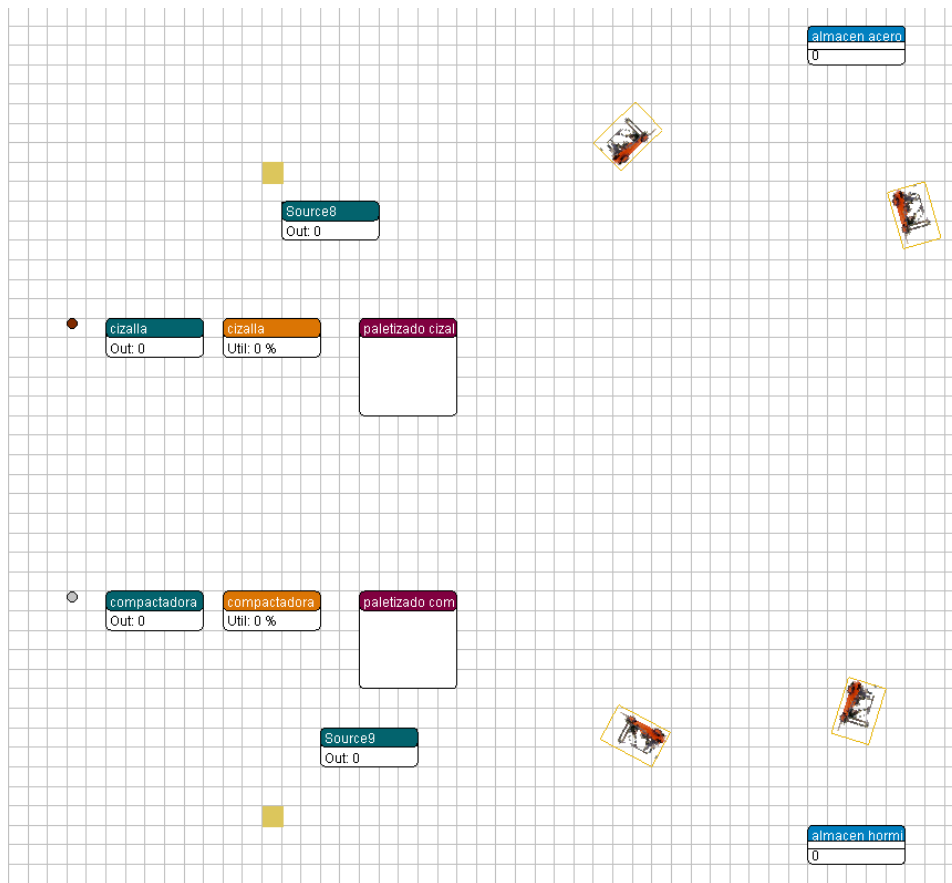 almacen acero
0
Source8
Out: 0
cizalla
Out: 0
cizalla
Util: 0 %
paletizado cizal
compactadora
Out: 0
compactadora
Util: 0 %
paletizado com
Source9
Out: 0
almacen hormi
0